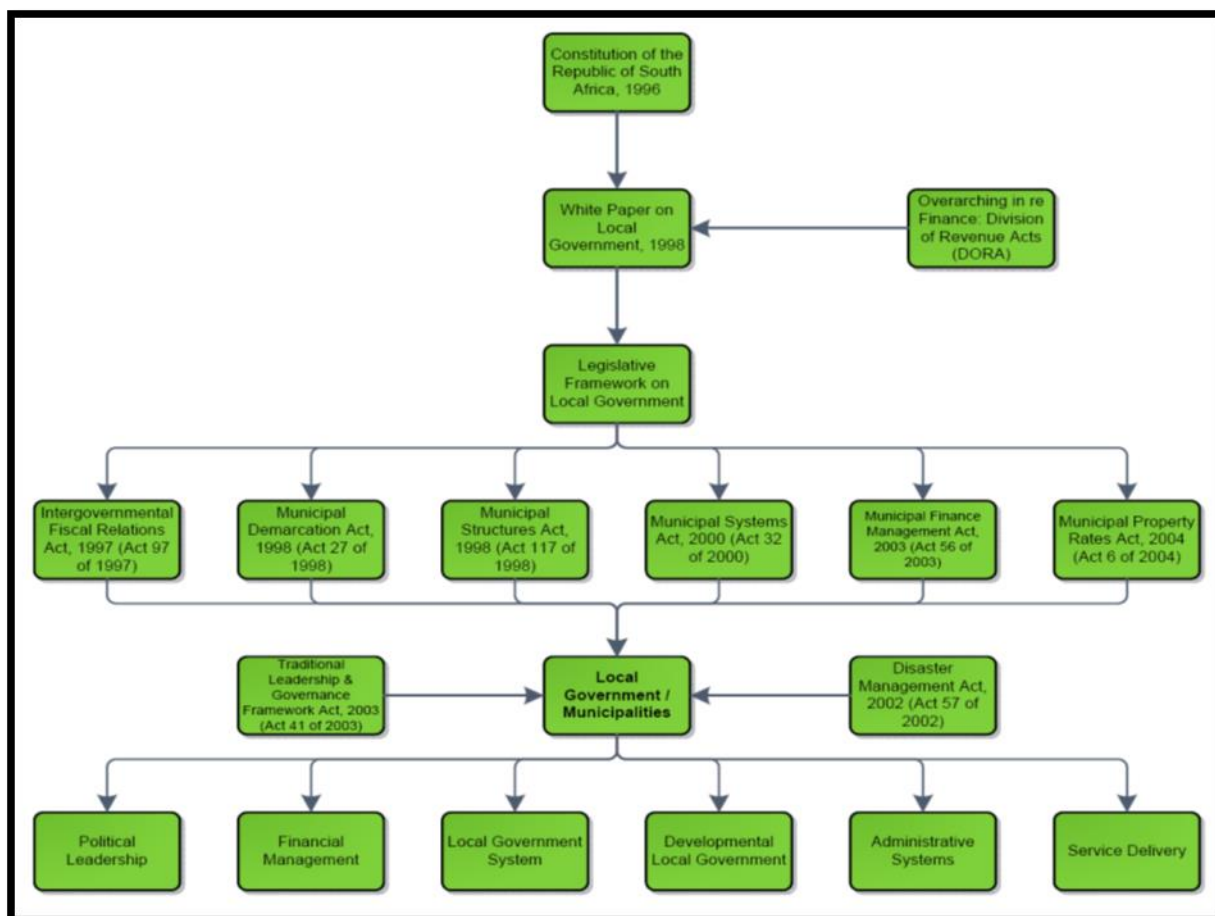 Constitution of the
Republic of South
Africa, 1996
White Paper on
Local
Government, 1998
Overarching in re
Finance: Division
of Revenue Acts
(DORA)
Legislative
Framework on
Local Government
Intergovernmental
Fiscal Relations
Act, 1997 (Act 97
of 1997)
Municipal
Demarcation Act,
1998 (Act 27 of
1998)
Municipal
Structures Act,
1998 (Act 117 of
1998)
Municipal Systems
Act, 2000 (Act 32
of 2000)
Municipal Finance
Management Act,
2003 (Act 56 of
2003)
Municipal Property
Rates Act, 2004
(Act 6 of 2004)
Traditional
Leadership &
Governance
Framework Act, 2003
(Act 41 of 2003)
Local
Government /
Municipalities
Disaster
Management Act,
2002 (Act 57 of
2002)
Political
Leadership
Financial
Management
Local Government
System
Developmental
Local Government
Administrative
Systems
Service Delivery